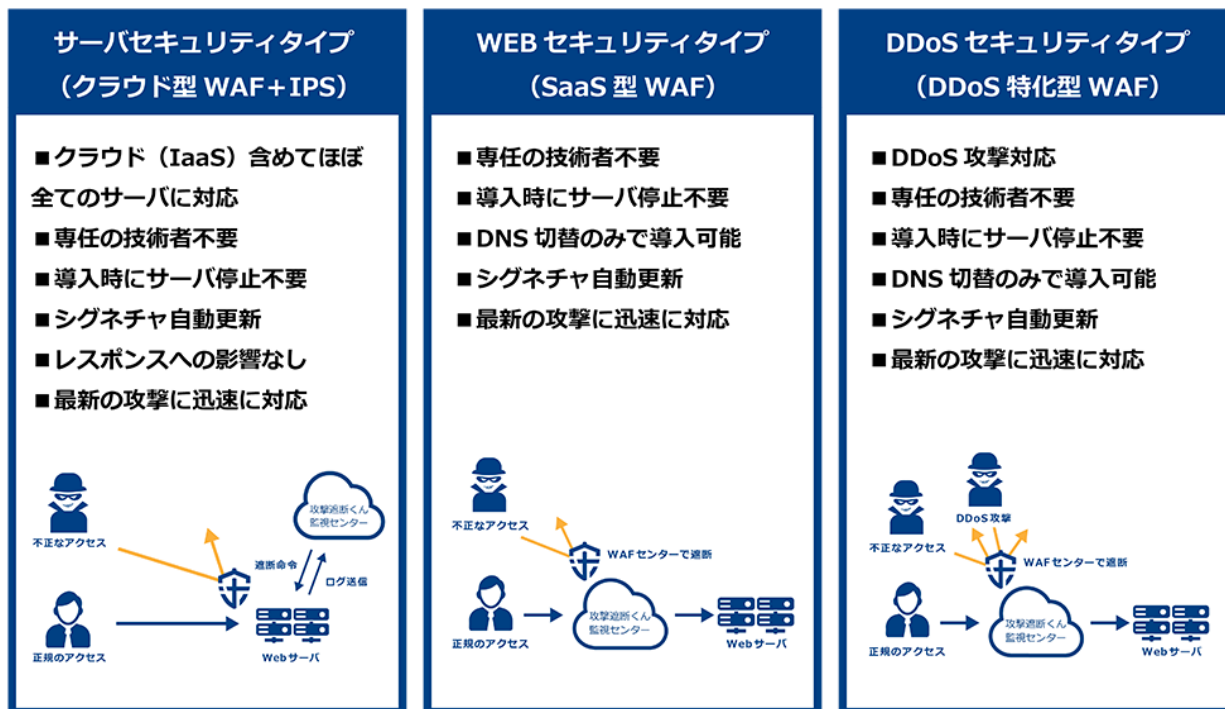 サーバセキュリティタイプ
（クラウド型 WAF＋IPS）
■クラウド（IaaS）含めてほぼ
全てのサーバに対応
■専任の技術者不要
■導入時にサーバ停止不要
■シグネチャ自動更新
■レスポンスへの影響なし
■最新の攻撃に迅速に対応
不正なアクセス
攻撃遮断くん
監視センター
遮断命令
ログ送信
正規のアクセス
Webサーバ
WEB セキュリティタイプ
（SaaS 型 WAF）
■専任の技術者不要
■導入時にサーバ停止不要
■DNS 切替のみで導入可能
■シグネチャ自動更新
■最新の攻撃に迅速に対応
不正なアクセス
WAFセンターで遮断
攻撃遮断くん
監視センター
正規のアクセス
Webサーバ
DDoS セキュリティタイプ
（DDoS 特化型 WAF）
■DDoS 攻撃対応
■専任の技術者不要
■導入時にサーバ停止不要
■DNS 切替のみで導入可能
■シグネチャ自動更新
■最新の攻撃に迅速に対応
DDoS攻撃
不正なアクセス
WAFセンターで遮断
攻撃遮断くん
監視センター
正規のアクセス
Webサーバ